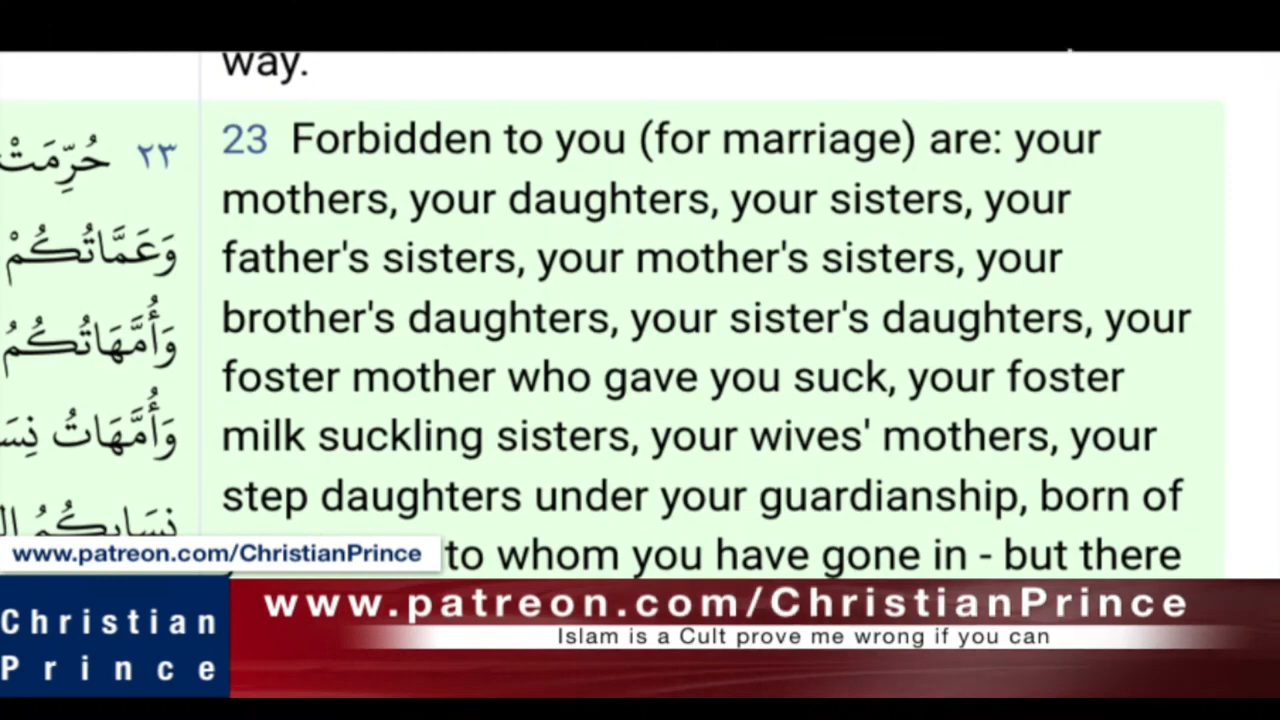 way.
23 Forbidden to you (for marriage) are: your
mothers, your daughters, your sisters, your
father's sisters, your mother's sisters, your
brother's daughters, your sister's daughters, your
foster mother who gave you suck, your foster
milk suckling sisters, your wives' mothers, your
step daughters under your guardianship, born of
to whom you have gone in - but there
٢٣ حُرِّمَتْ
وَعَمَّاتُكُمْ
وَأُمَّهَاتُكُمُ
وَأُمَّهَاتُ
www.patreon.com/ChristianPrince
Christian
Prince
www.patreon.com/ChristianPrince
Islam is a Cult prove me wrong if you can